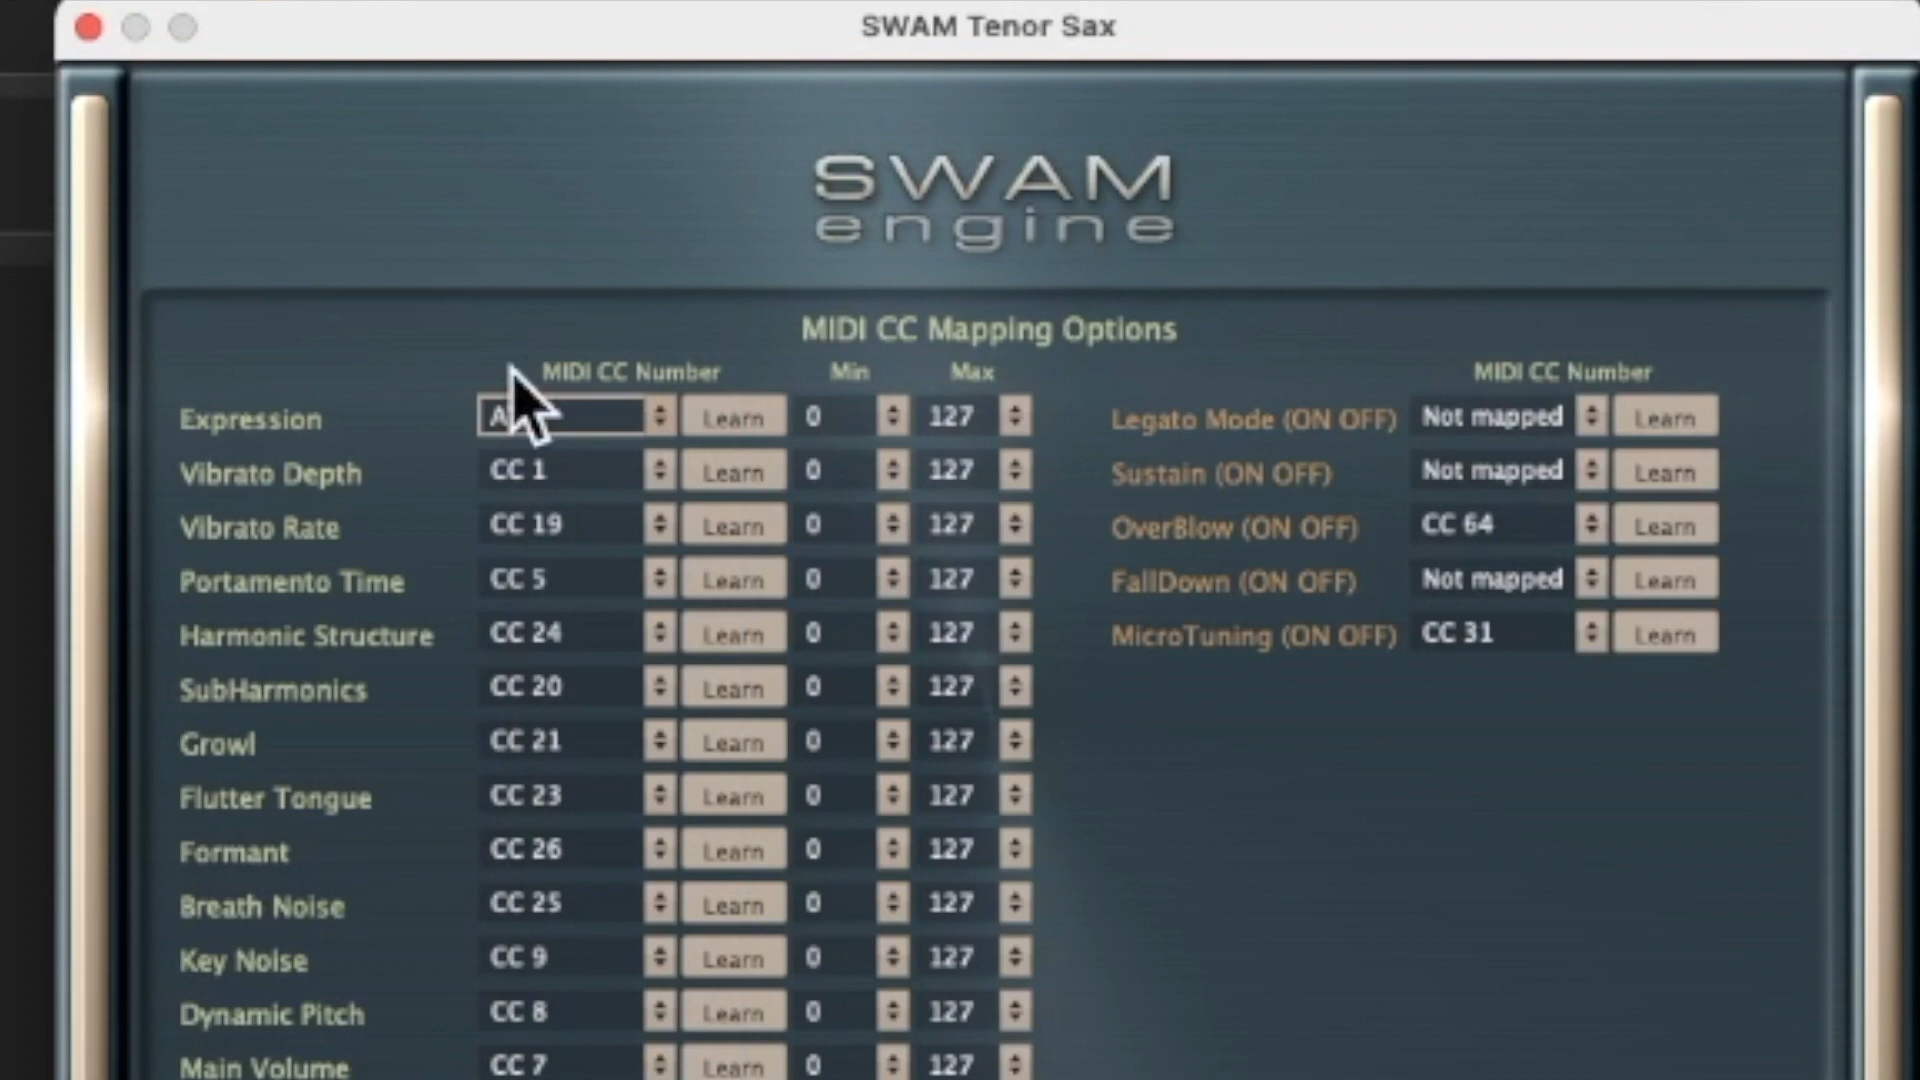 SWAM Tenor Sax
SWAM
engine
MIDI CC Mapping Options
MIDI CC Number Min Max MIDI CC Number
Expression Learn 0 127 Legato Mode (ON OFF) Not mapped Learn
Vibrato Depth CC 1 Learn 0 127 Sustain (ON OFF) Not mapped Learn
Vibrato Rate CC 19 Learn 0 127 OverBlow (ON OFF) CC 64 Learn
Portamento Time CC 5 Learn 0 127 FallDown (ON OFF) Not mapped Learn
Harmonic Structure CC 24 Learn 0 127 MicroTuning (ON OFF) CC 31 Learn
SubHarmonics CC 20 Learn 0 127
Growl CC 21 Learn 0 127
Flutter Tongue CC 23 Learn 0 127
Formant CC 26 Learn 0 127
Breath Noise CC 25 Learn 0 127
Key Noise CC 9 Learn 0 127
Dynamic Pitch CC 8 Learn 0 127
Main Volume CC 7 Learn 0 127